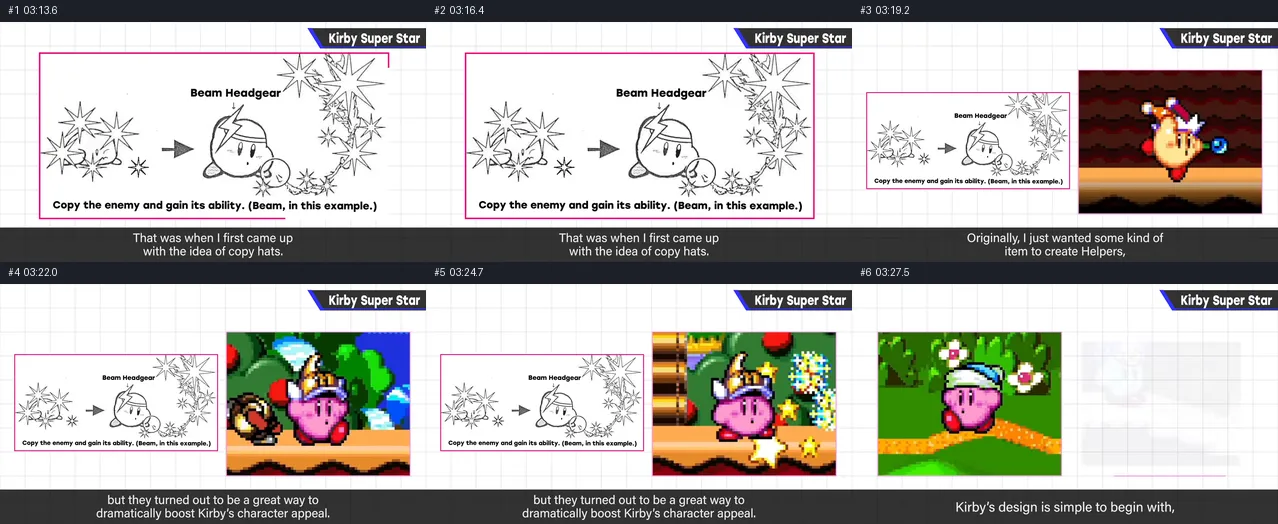 #1 03:13.6
Kirby Super Star
Beam Headgear
Copy the enemy and gain its ability. (Beam, in this example.)
That was when I first came up
with the idea of copy hats.
#2 03:16.4
Kirby Super Star
Beam Headgear
Copy the enemy and gain its ability. (Beam, in this example.)
That was when I first came up
with the idea of copy hats.
#3 03:19.2
Kirby Super Star
Beam Headgear
Copy the enemy and gain its ability. (Beam, in this example.)
Originally, I just wanted some kind of
item to create Helpers,
#4 03:22.0
Kirby Super Star
Beam Headgear
Copy the enemy and gain its ability. (Beam, in this example.)
but they turned out to be a great way to
dramatically boost Kirby's character appeal.
#5 03:24.7
Kirby Super Star
Beam Headgear
Copy the enemy and gain its ability. (Beam, in this example.)
but they turned out to be a great way to
dramatically boost Kirby's character appeal.
#6 03:27.5
Kirby Super Star
Kirby's design is simple to begin with,